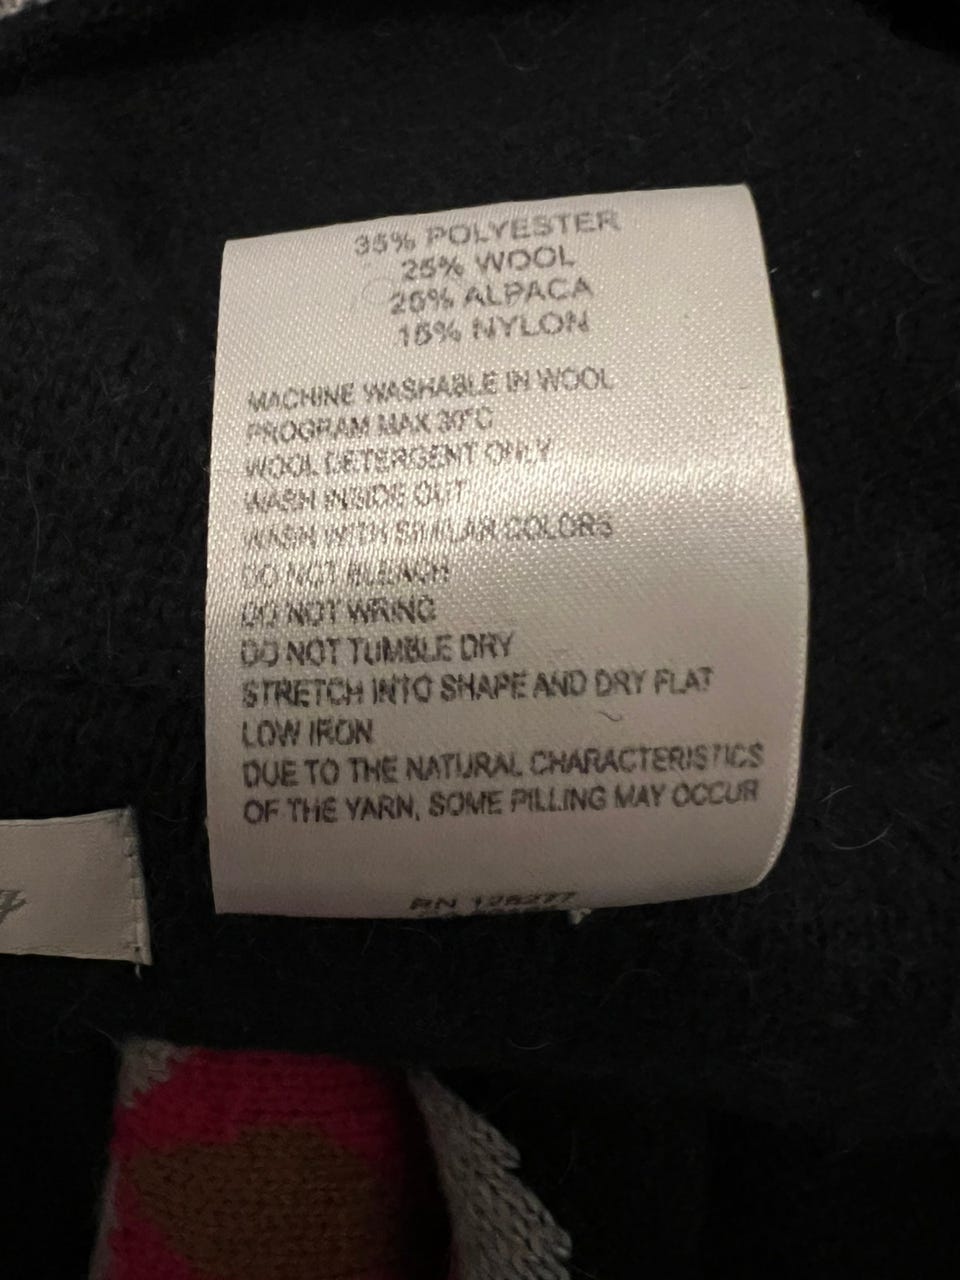 35% POLYESTER
25% WOOL
25% ALPACA
15% NYLON
MACHINE WASHABLE IN WOOL
PROGRAM MAX 30°C
WOOL DETERGENT ONLY
WASH INSIDE OUT
WASH WITH SIMILAR COLORS
DO NOT BLEACH
DO NOT WRING
DO NOT TUMBLE DRY
STRETCH INTO SHAPE AND DRY FLAT
LOW IRON
DUE TO THE NATURAL CHARACTERISTICS
OF THE YARN, SOME PILLING MAY OCCUR
RN 128277